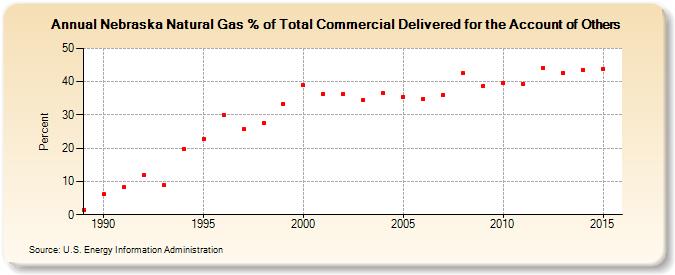 Annual Nebraska Natural Gas % of Total Commercial Delivered for the Account of Others
Percent
50
40
30
20
10
0
1990 1995 2000 2005 2010 2015
Source: U.S. Energy Information Administration